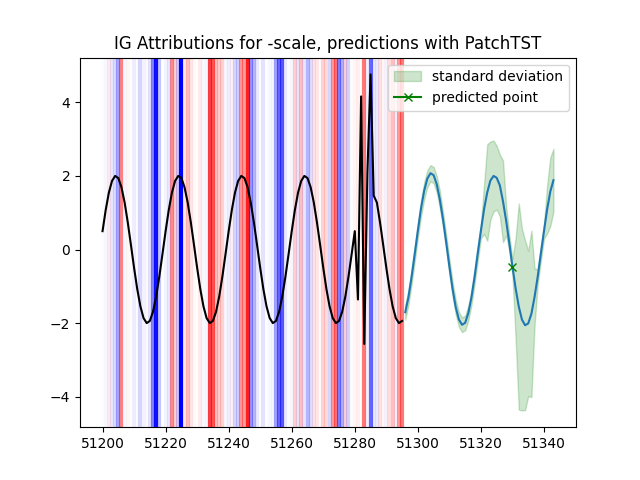 IG Attributions for -scale, predictions with PatchTST
standard deviation
predicted point
4
2
0
−2
−4
51200 51220 51240 51260 51280 51300 51320 51340